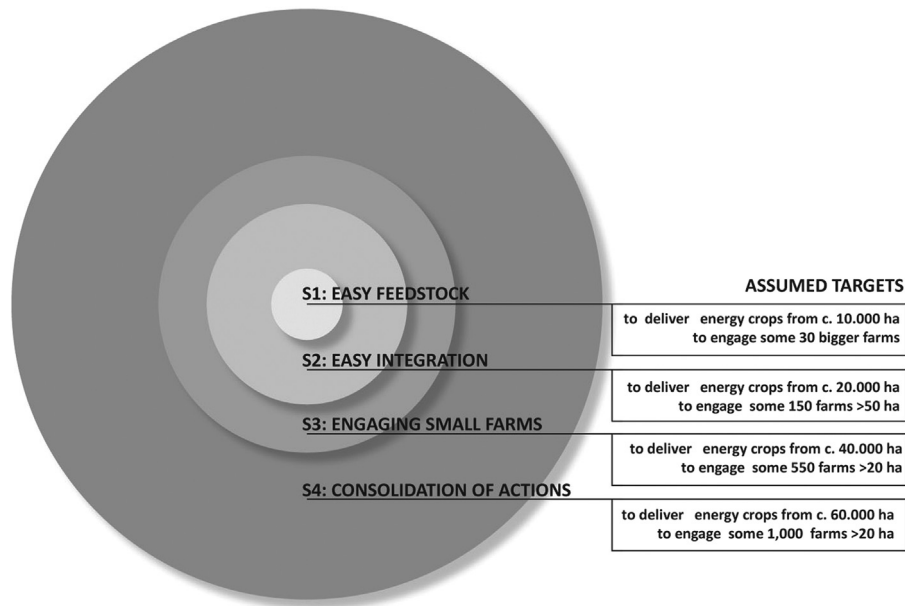 ASSUMED TARGETS
S1: EASY FEEDSTOCK
to deliver energy crops from c. 10.000 ha
to engage some 30 bigger farms
S2: EASY INTEGRATION
to deliver energy crops from c. 20.000 ha
to engage some 150 farms >50 ha
S3: ENGAGING SMALL FARMS
to deliver energy crops from c. 40.000 ha
to engage some 550 farms >20 ha
S4: CONSOLIDATION OF ACTIONS
to deliver energy crops from c. 60.000 ha
to engage some 1,000 farms >20 ha